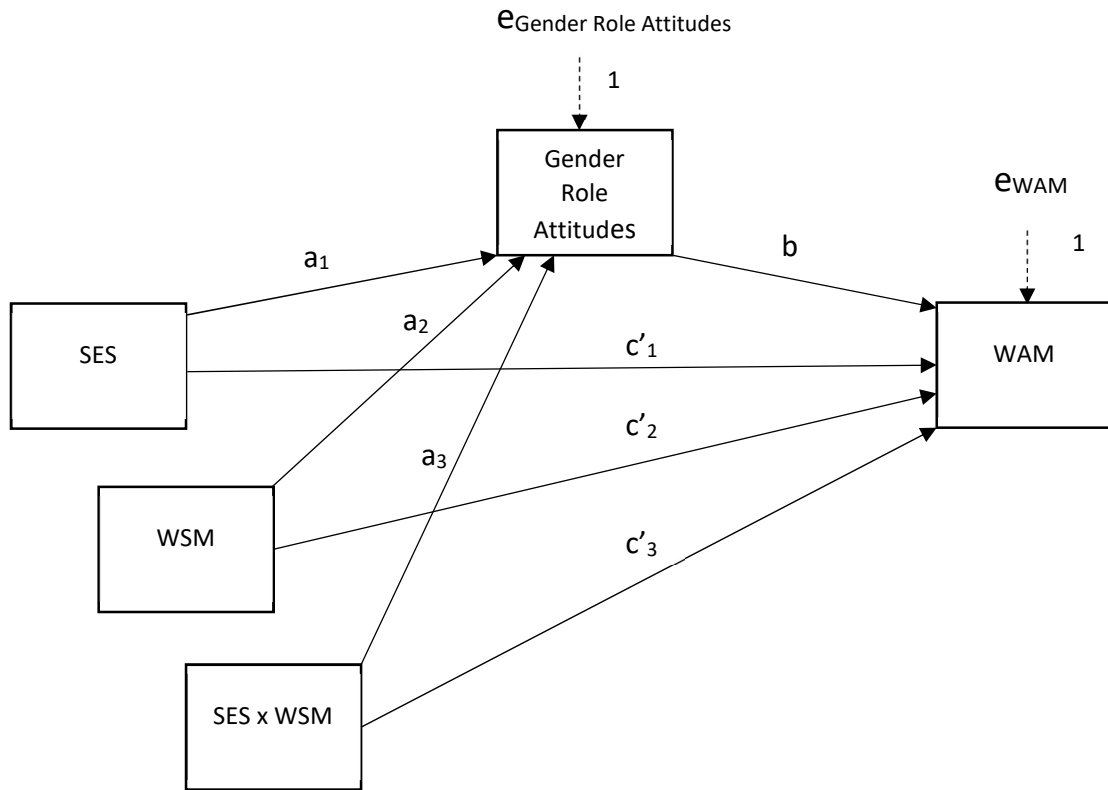 eGender Role Attitudes
1
Gender
Role
Attitudes
eWAM
1
a1
b
a2
SES
c’1
WAM
c’2
a3
WSM
c’3
SES x WSM